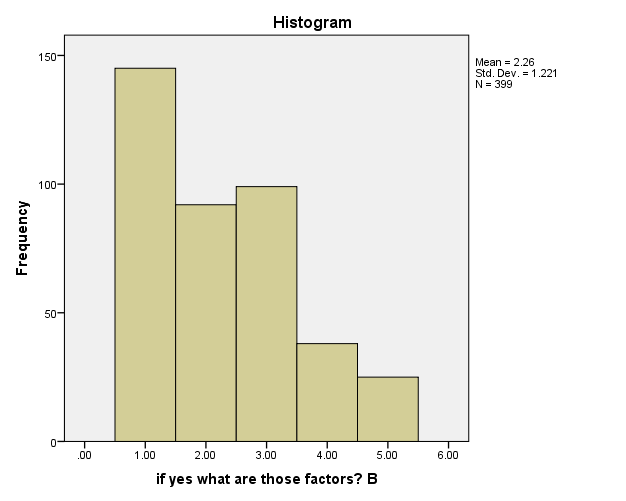 Histogram
Mean = 2.26
Std. Dev. = 1.221
N = 399
Frequency
150
100
50
0
.00 1.00 2.00 3.00 4.00 5.00 6.00
if yes what are those factors? B